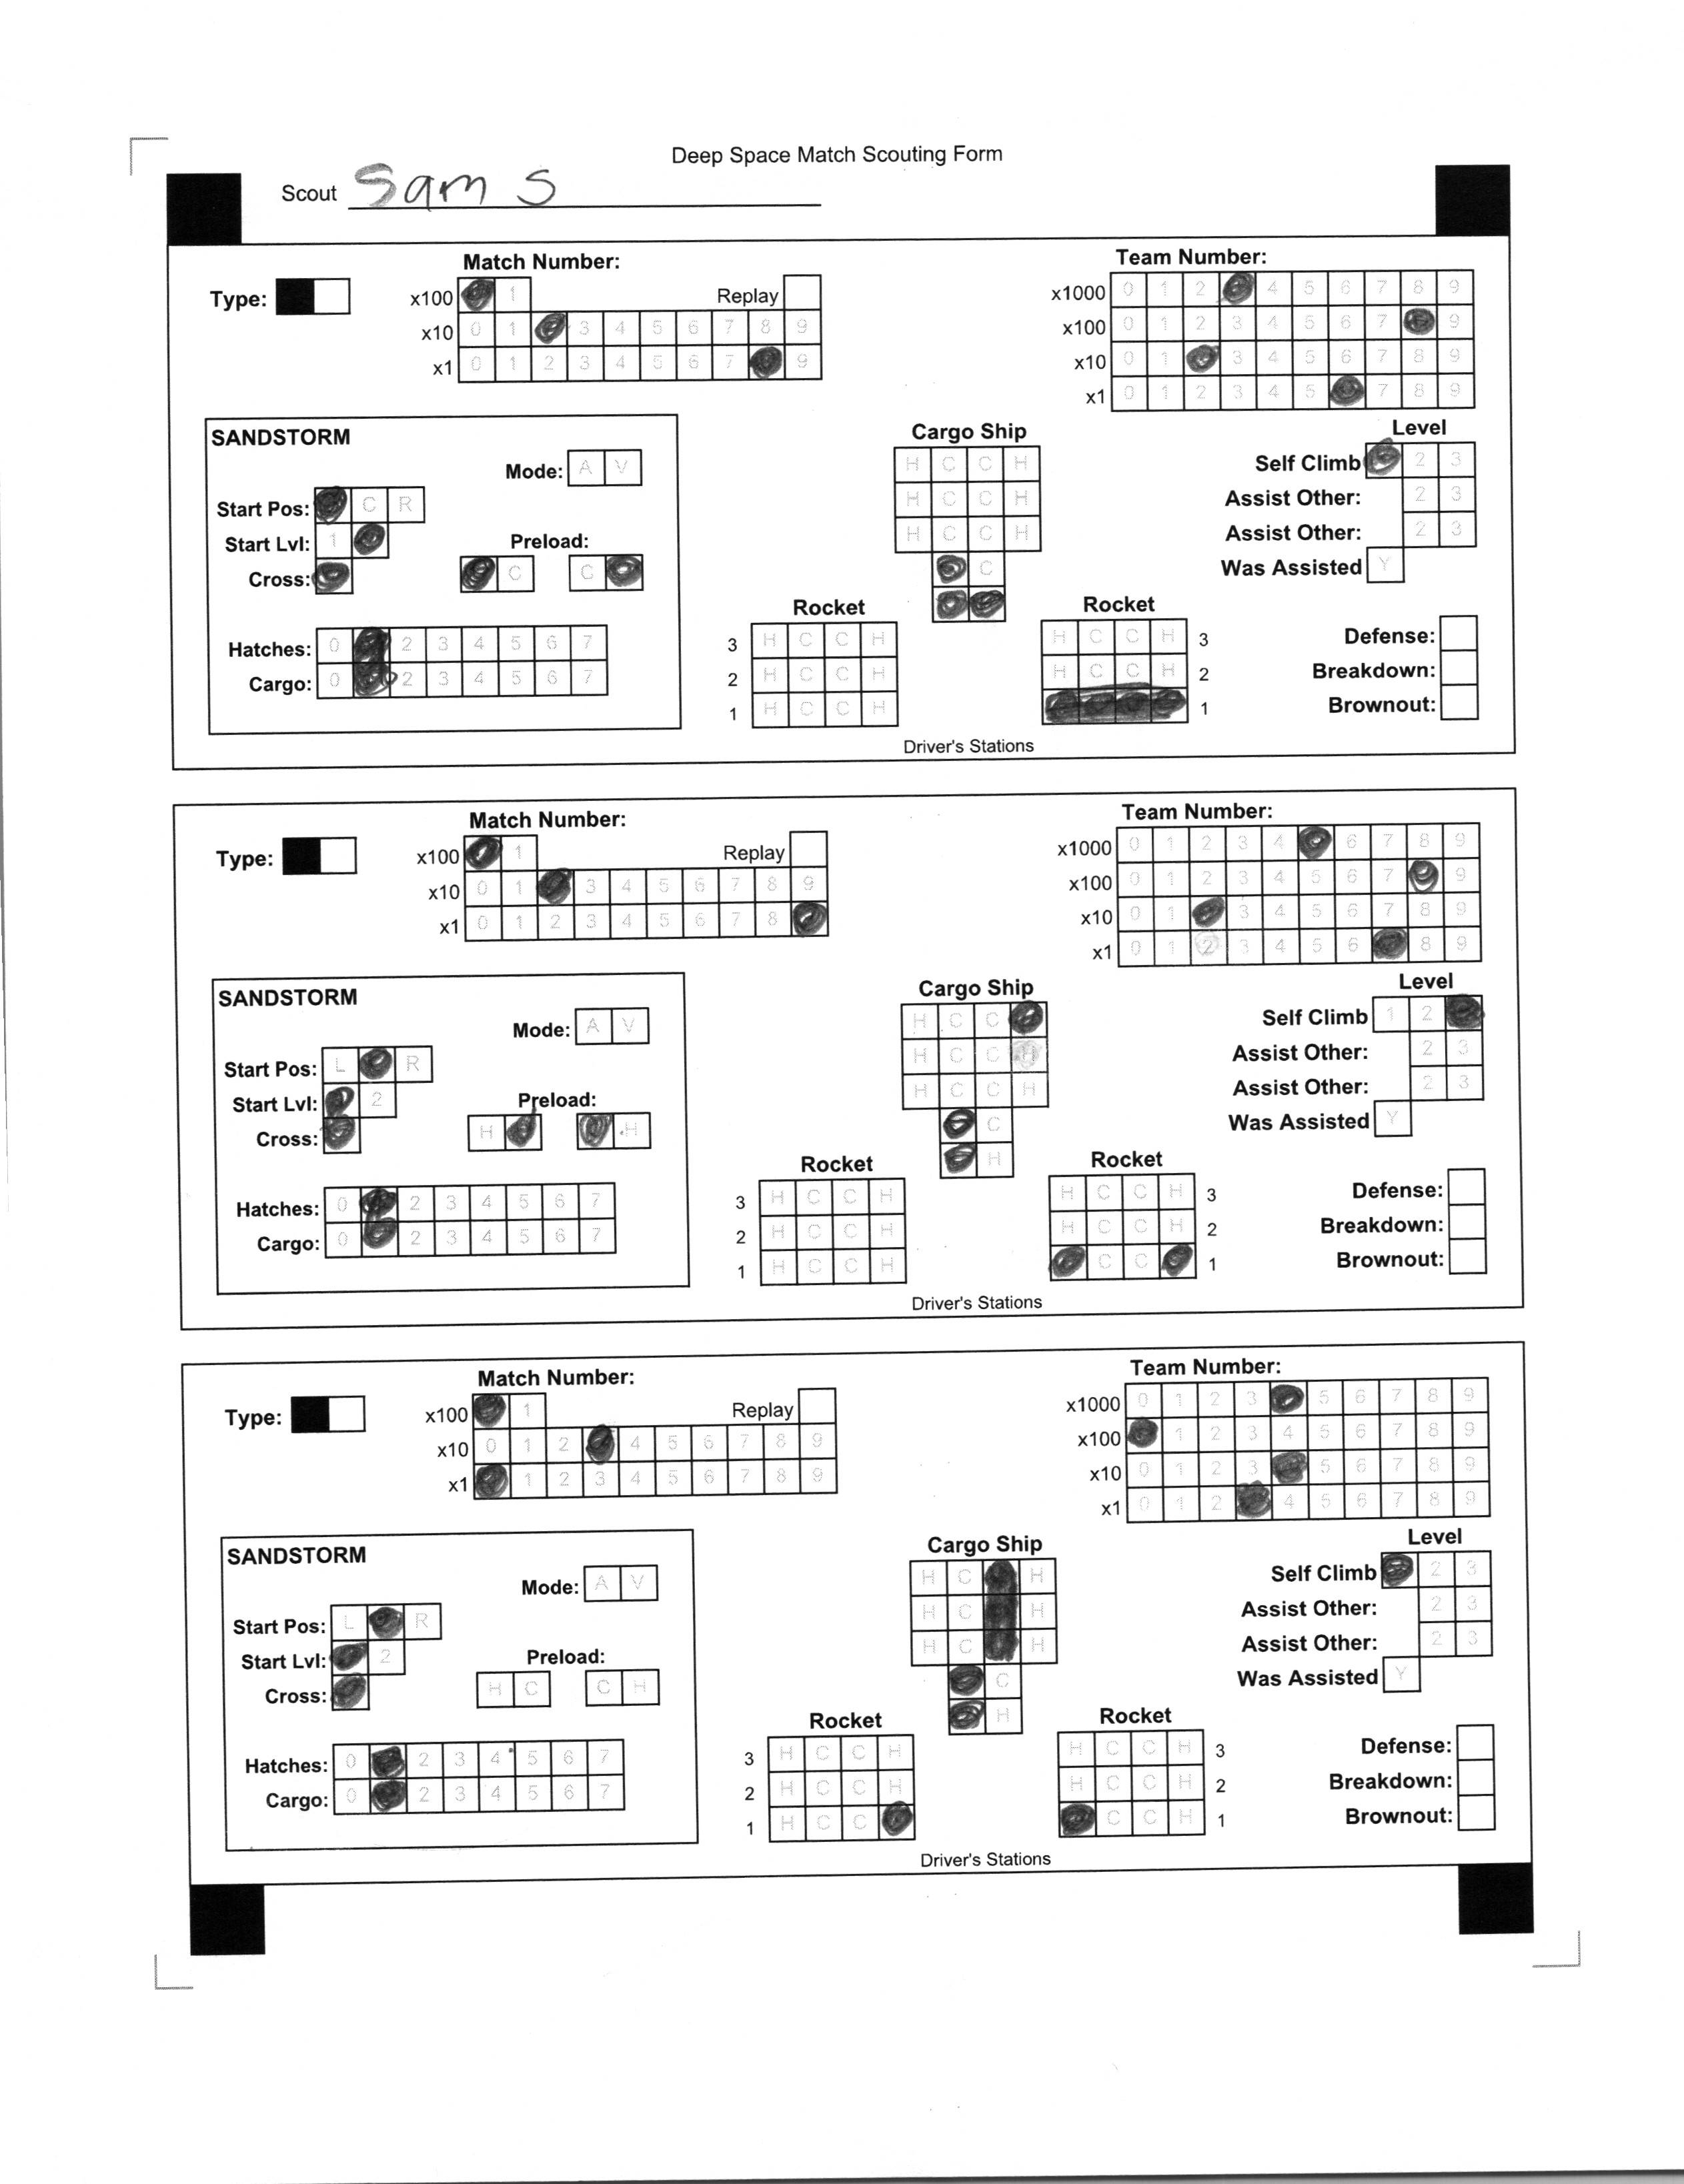 Deep Space Match Scouting Form
Scout Sam S
Match Number:
Team Number:
Type:
x100 1 Replay
x10 0 1 3 4 5 6 7 8 9
x1 0 1 2 3 4 5 6 7 9
x1000 0 1 2 4 5 6 7 8 9
x100 0 1 2 3 4 5 6 7 9
x10 0 1 3 4 5 6 7 8 9
x1 0 1 2 3 4 5 7 8 9
SANDSTORM
Mode: A V
Start Pos: C R
Start Lvl: 1
Preload:
Cross: C C
Hatches: 0 2 3 4 5 6 7
Cargo: 0 2 3 4 5 6 7
Cargo Ship
H C C H
H C C H
H C C H
C
Rocket
3 H C C H
2 H C C H
1 H C C H
Rocket
H C C H 3
H C C H 2
1
Driver's Stations
Level
Self Climb 2 3
Assist Other: 2 3
Assist Other: 2 3
Was Assisted Y
Defense:
Breakdown:
Brownout:
Match Number:
Team Number:
Type:
x100 1 Replay
x10 0 1 3 4 5 6 7 8 9
x1 0 1 2 3 4 5 6 7 8
x1000 0 1 2 3 4 6 7 8 9
x100 0 1 2 3 4 5 6 7 9
x10 0 1 3 4 5 6 7 8 9
x1 0 1 2 3 4 5 6 8 9
SANDSTORM
Mode: A V
Start Pos: L R
Start Lvl: 2
Preload:
Cross: H H
Hatches: 0 2 3 4 5 6 7
Cargo: 0 2 3 4 5 6 7
Cargo Ship
H C C
H C C H
H C C H
C
H
Rocket
3 H C C H
2 H C C H
1 H C C H
Rocket
H C C H 3
H C C H 2
C C 1
Driver's Stations
Level
Self Climb 1 2
Assist Other: 2 3
Assist Other: 2 3
Was Assisted Y
Defense:
Breakdown:
Brownout:
Match Number:
Team Number:
Type:
x100 1 Replay
x10 0 1 2 4 5 6 7 8 9
x1 1 2 3 4 5 6 7 8 9
x1000 0 1 2 3 5 6 7 8 9
x100 1 2 3 4 5 6 7 8 9
x10 0 1 2 3 5 6 7 8 9
x1 0 1 2 4 5 6 7 8 9
SANDSTORM
Mode: A V
Start Pos: L R
Start Lvl: 2
Preload:
Cross: H C C H
Hatches: 0 2 3 4 5 6 7
Cargo: 0 2 3 4 5 6 7
Cargo Ship
H C H
H C H
H C H
C
H
Rocket
3 H C C H
2 H C C H
1 H C C
Rocket
H C C H 3
H C C H 2
C C H 1
Driver's Stations
Level
Self Climb 2 3
Assist Other: 2 3
Assist Other: 2 3
Was Assisted Y
Defense:
Breakdown:
Brownout: